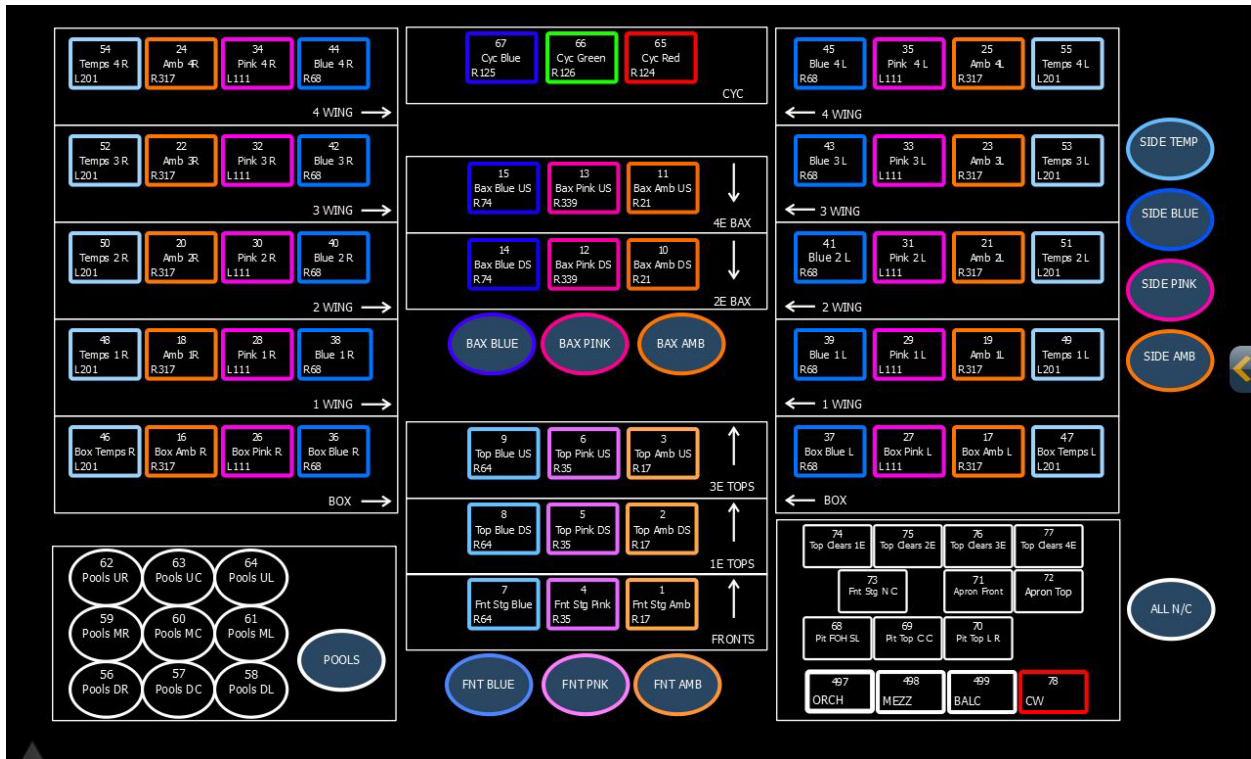 54
Temps 4 R
L201
24
Amb 4R
R317
34
Pink 4 R
L111
44
Blue 4 R
R68
4 WING
52
Temps 3 R
L201
22
Amb 3R
R317
32
Pink 3 R
L111
42
Blue 3 R
R68
3 WING
50
Temps 2 R
L201
20
Amb 2R
R317
30
Pink 2 R
L111
40
Blue 2 R
R68
2 WING
48
Temps 1 R
L201
18
Amb 1R
R317
28
Pink 1 R
L111
38
Blue 1 R
R68
1 WING
46
Box Temps R
L201
16
Box Amb R
R317
26
Box Pink R
L111
36
Box Blue R
R68
BOX
62
Pools UR
63
Pools UC
64
Pools UL
59
Pools MR
60
Pools MC
61
Pools ML
56
Pools DR
57
Pools DC
58
Pools DL
POOLS
67
Cyc Blue
R125
66
Cyc Green
R126
65
Cyc Red
R124
CYC
15
Bax Blue US
R74
13
Bax Pink US
R339
11
Bax Amb US
R21
4E BAX
14
Bax Blue DS
R74
12
Bax Pink DS
R339
10
Bax Amb DS
R21
2E BAX
BAX BLUE
BAX PINK
BAX AMB
9
Top Blue US
R64
6
Top Pink US
R35
3
Top Amb US
R17
3E TOPS
8
Top Blue DS
R64
5
Top Pink DS
R35
2
Top Amb DS
R17
1E TOPS
7
Fnt Stg Blue
R64
4
Fnt Stg Pink
R35
1
Fnt Stg Amb
R17
FRONTS
FNT BLUE
FNT PNK
FNT AMB
45
Blue 4 L
R68
35
Pink 4 L
L111
25
Amb 4L
R317
55
Temps 4 L
L201
4 WING
43
Blue 3 L
R68
33
Pink 3 L
L111
23
Amb 3L
R317
53
Temps 3 L
L201
3 WING
41
Blue 2 L
R68
31
Pink 2 L
L111
21
Amb 2L
R317
51
Temps 2 L
L201
2 WING
39
Blue 1 L
R68
29
Pink 1 L
L111
19
Amb 1L
R317
49
Temps 1 L
L201
1 WING
37
Box Blue L
R68
27
Box Pink L
L111
17
Box Amb L
R317
47
Box Temps L
L201
BOX
74
Top Clears 1E
75
Top Clears 2E
76
Top Clears 3E
77
Top Clears 4E
73
Fnt Stg N C
71
Apron Front
72
Apron Top
68
Pit FOH SL
69
Pit Top C C
70
Pit Top L R
497
ORCH
498
MEZZ
499
BALC
78
CW
SIDE TEMP
SIDE BLUE
SIDE PINK
SIDE AMB
ALL N/C